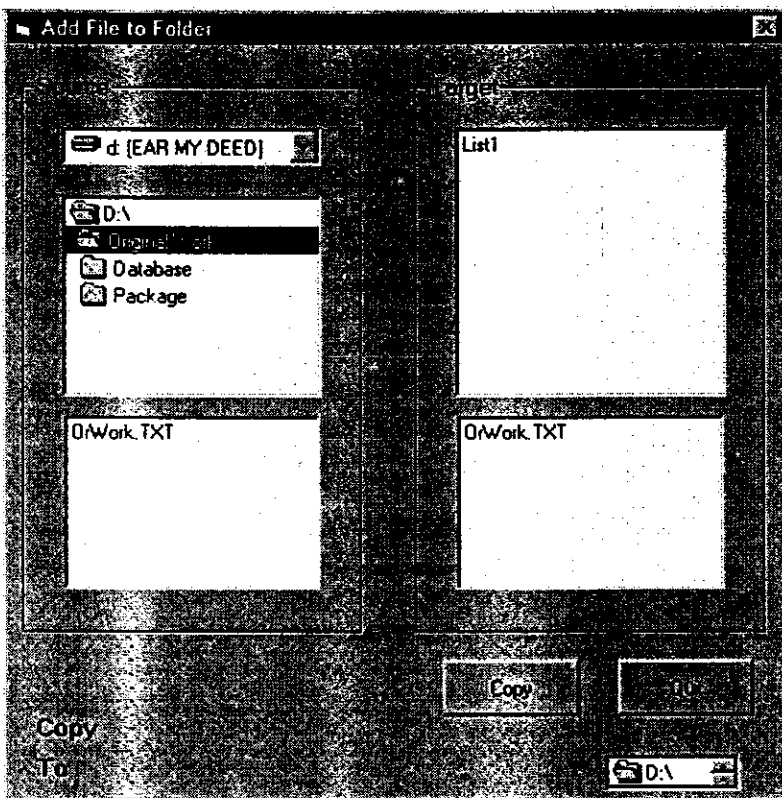 Add File to Folder
d: [EAR MY DEED]
D:\
Database
Package
OrWork.TXT
List1
OrWork.TXT
Copy
Copy
To
D:\